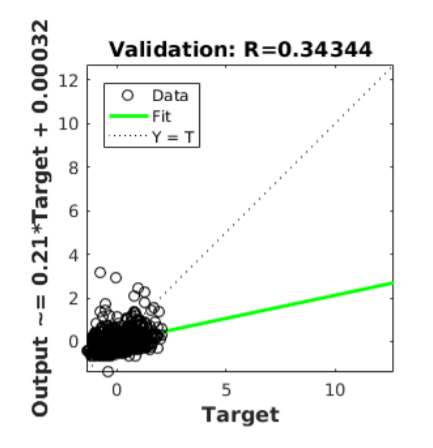 Validation: R=0.34344
Output ~= 0.21*Target + 0.00032
12
10
8
6
4
2
0
Data
Fit
Y = T
0 5 10
Target